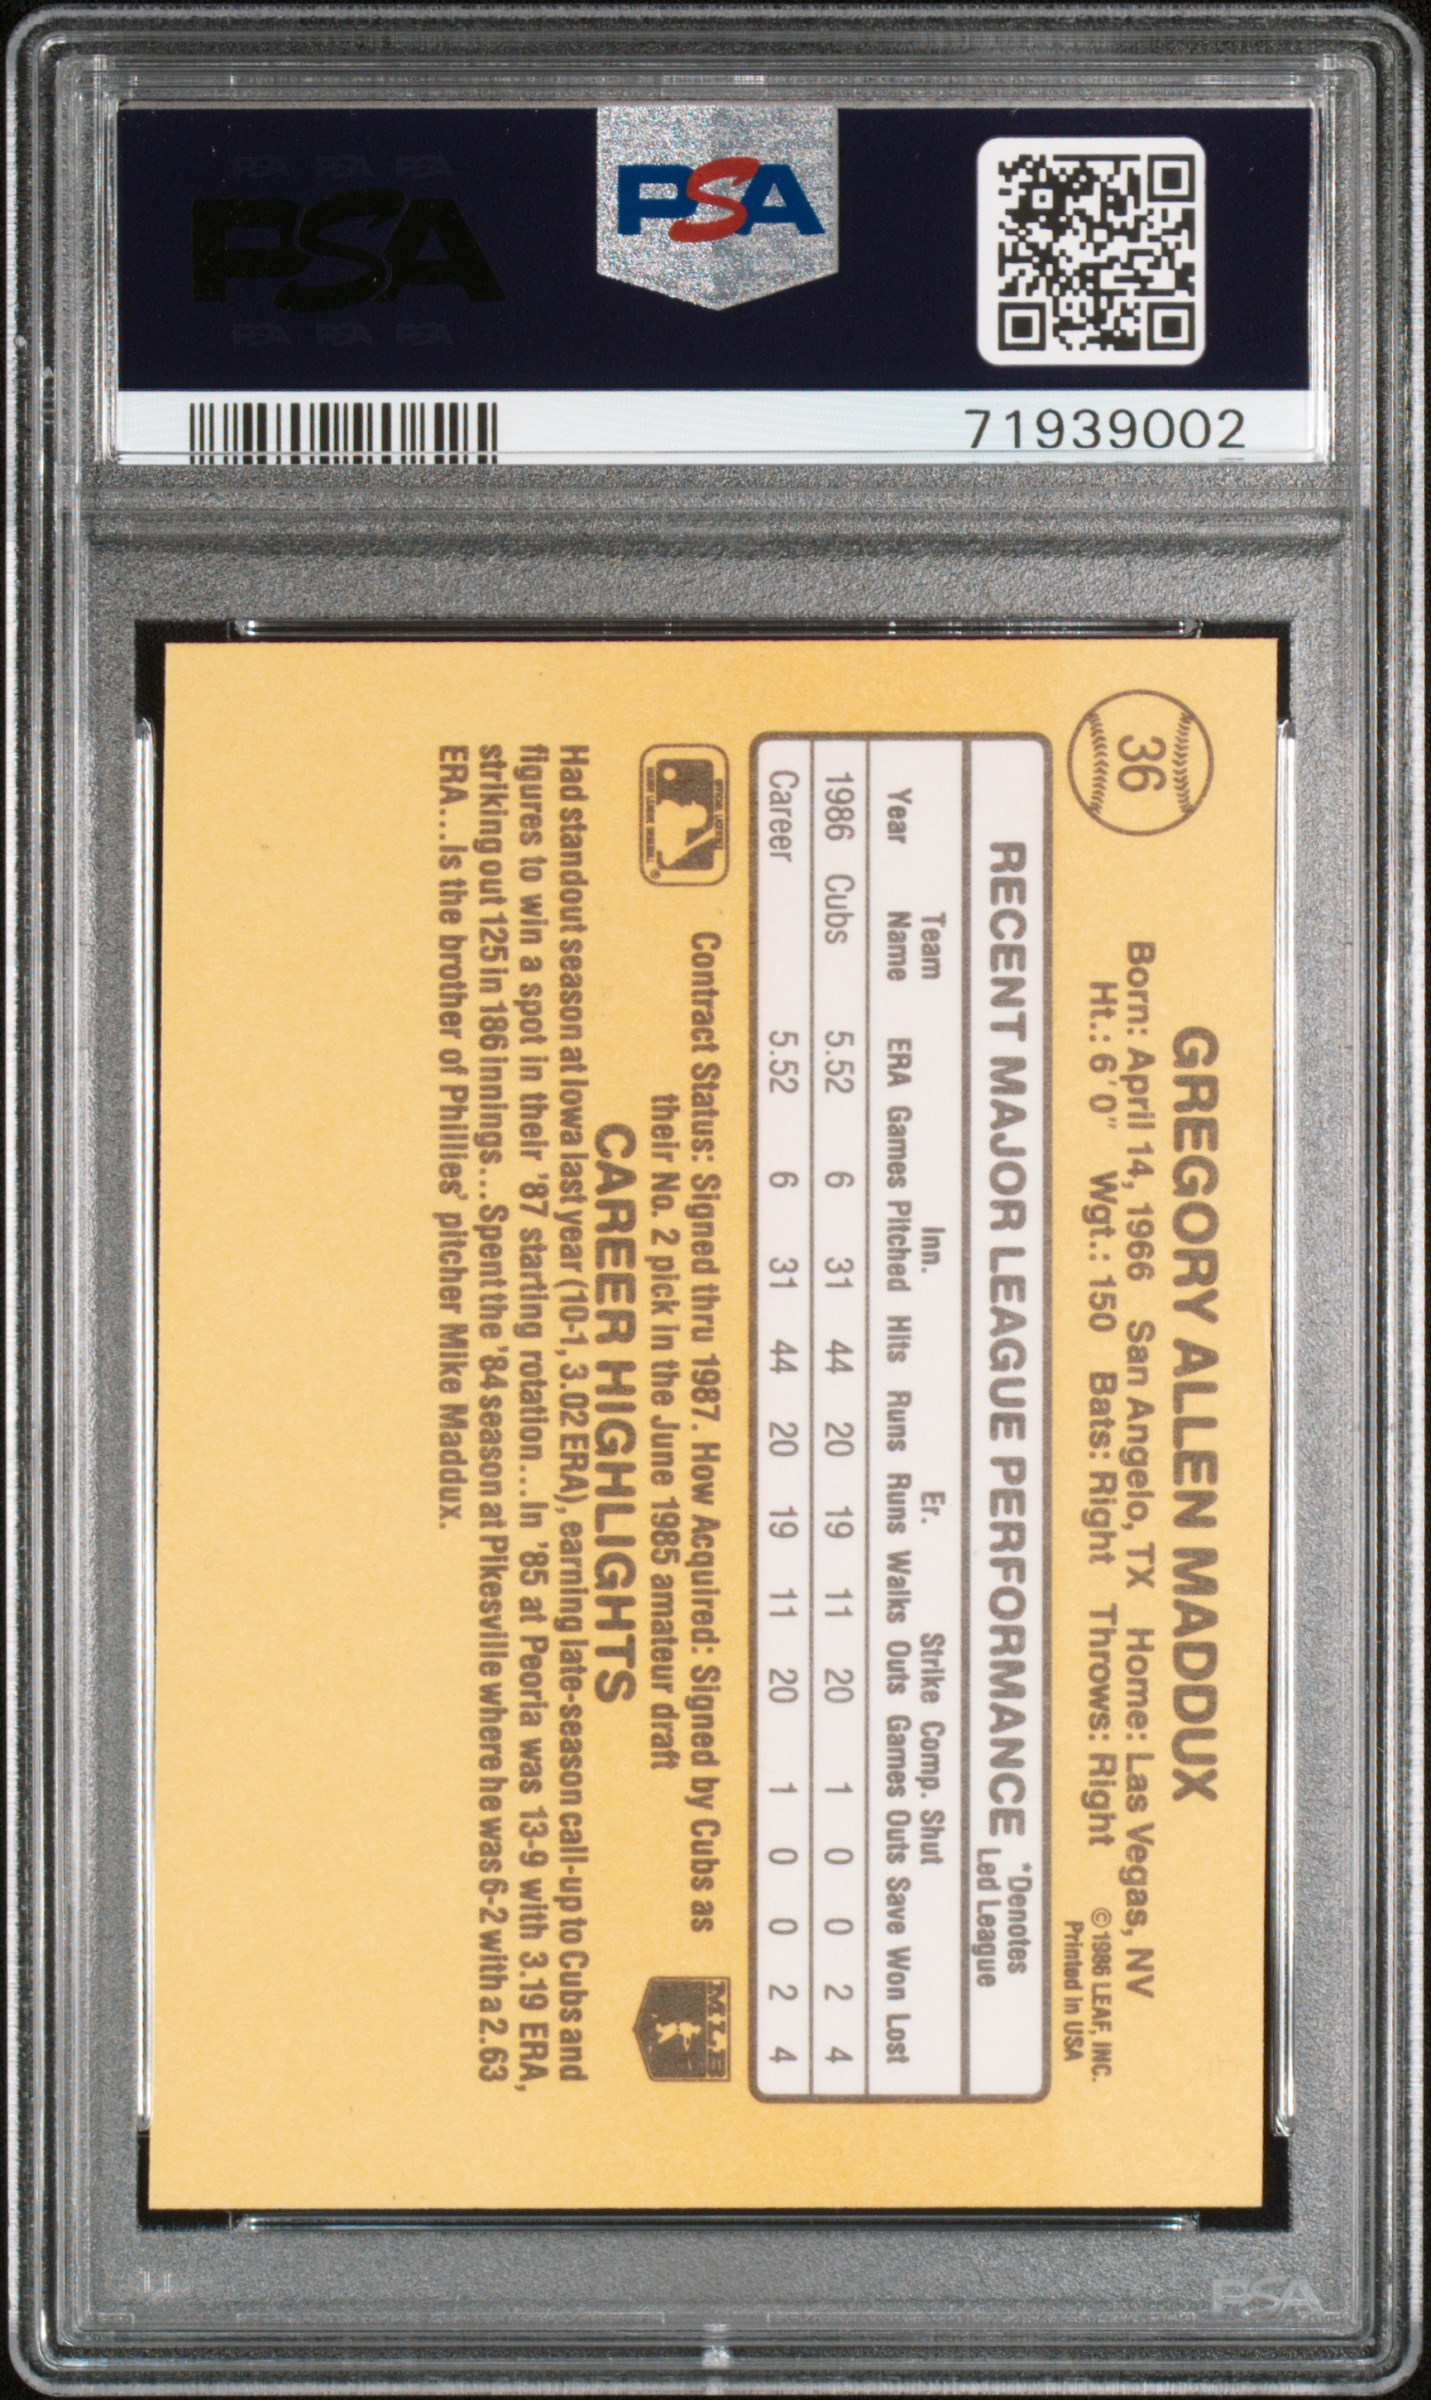 PSA PSA PSA
PSA
PSA PSA PSA
PSA
71939002
36
GREGORY ALLEN MADDUX
Born: April 14, 1966 San Angelo, TX Home: Las Vegas, NV
Ht.: 6'0" Wgt.: 150 Bats: Right Throws: Right
©1986 LEAF, INC.
Printed in USA
RECENT MAJOR LEAGUE PERFORMANCE
*Denotes
Led League
Team Inn. Er. Strike Comp. Shut
Year Name ERA Games Pitched Hits Runs Runs Walks Outs Games Outs Save Won Lost
1986 Cubs 5.52 6 31 44 20 19 11 20 1 0 0 2 4
Career 5.52 6 31 44 20 19 11 20 1 0 0 2 4
Contract Status: Signed thru 1987. How Acquired: Signed by Cubs as
their No. 2 pick in the June 1985 amateur draft
MLB
CAREER HIGHLIGHTS
Had standout season at Iowa last year (10-1, 3.02 ERA), earning late-season call-up to Cubs and
figures to win a spot in their '87 starting rotation...In '85 at Peoria was 13-9 with 3.19 ERA,
striking out 125 in 186 innings...Spent the '84 season at Pikesville where he was 6-2 with a 2.63
ERA...Is the brother of Phillies' pitcher Mike Maddux.
PSA